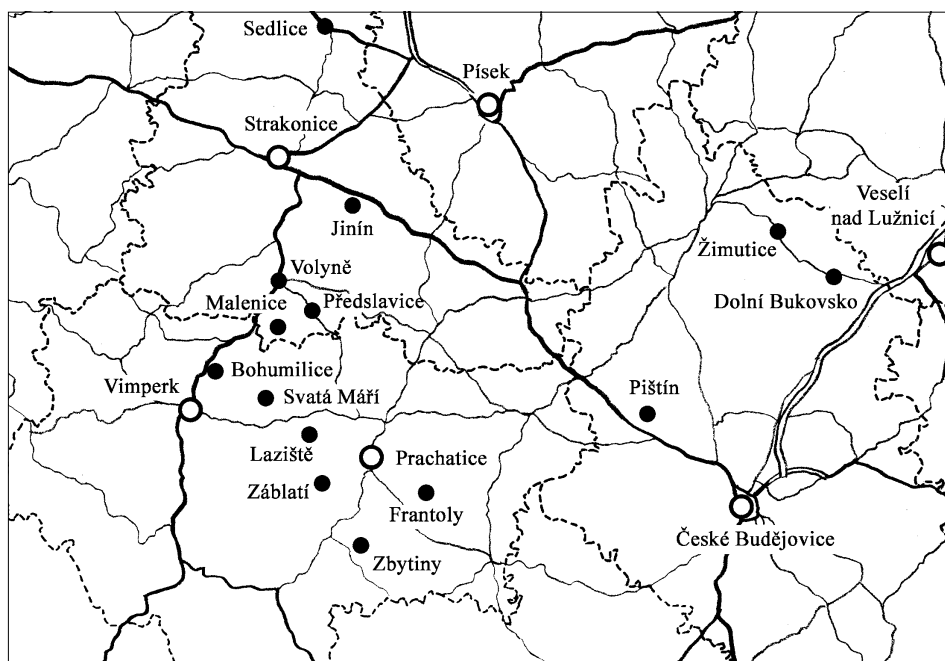 Sedlice
Písek
Strakonice
Veselí
nad Lužnicí
Jinín
Žimutice
Volyně
Dolní Bukovsko
Malenice
Předslavice
Bohumilice
Vimperk
Svatá Máří
Pištín
Laziště
Prachatice
Záblatí
Frantoly
České Budějovice
Zbytiny